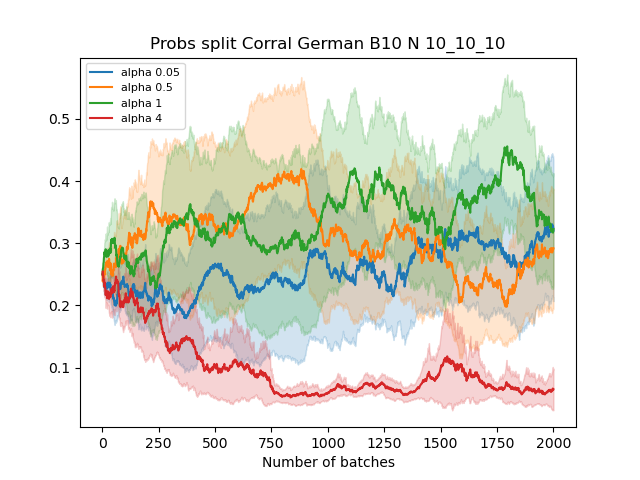 Probs split Corral German B10 N 10_10_10
alpha 0.05
alpha 0.5
alpha 1
alpha 4
0.5
0.4
0.3
0.2
0.1
0 250 500 750 1000 1250 1500 1750 2000
Number of batches